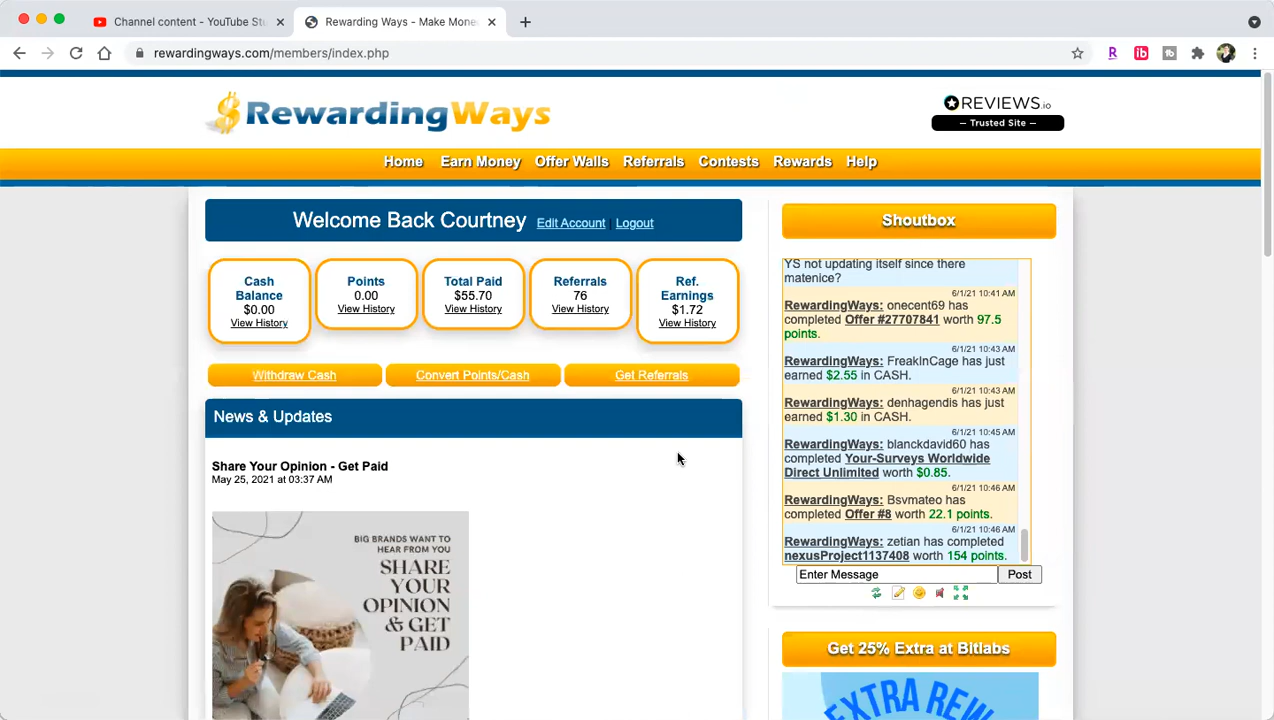 Channel content - YouTube Stu
Rewarding Ways - Make Money
rewardingways.com/members/index.php
RewardingWays
REVIEWS.io
— Trusted Site —
Home Earn Money Offer Walls Referrals Contests Rewards Help
Welcome Back Courtney Edit Account | Logout
Cash Balance
$0.00
View History
Points
0.00
View History
Total Paid
$55.70
View History
Referrals
76
View History
Ref. Earnings
$1.72
View History
Withdraw Cash Convert Points/Cash Get Referrals
News & Updates
Share Your Opinion - Get Paid
May 25, 2021 at 03:37 AM
BIG BRANDS WANT TO
HEAR FROM YOU
SHARE
YOUR
OPINION
& GET
PAID
Shoutbox
YS not updating itself since there
matenice?
6/1/21 10:41 AM
RewardingWays: onecent69 has
completed Offer #27707841 worth 97.5
points.
6/1/21 10:43 AM
RewardingWays: FreakInCage has just
earned $2.55 in CASH.
6/1/21 10:43 AM
RewardingWays: denhagendis has just
earned $1.30 in CASH.
6/1/21 10:45 AM
RewardingWays: blanckdavid60 has
completed Your-Surveys Worldwide
Direct Unlimited worth $0.85.
6/1/21 10:46 AM
RewardingWays: Bsvmateo has
completed Offer #8 worth 22.1 points.
6/1/21 10:46 AM
RewardingWays: zetian has completed
nexusProject1137408 worth 154 points.
Enter Message Post
Get 25% Extra at Bitlabs
EXTRA REW